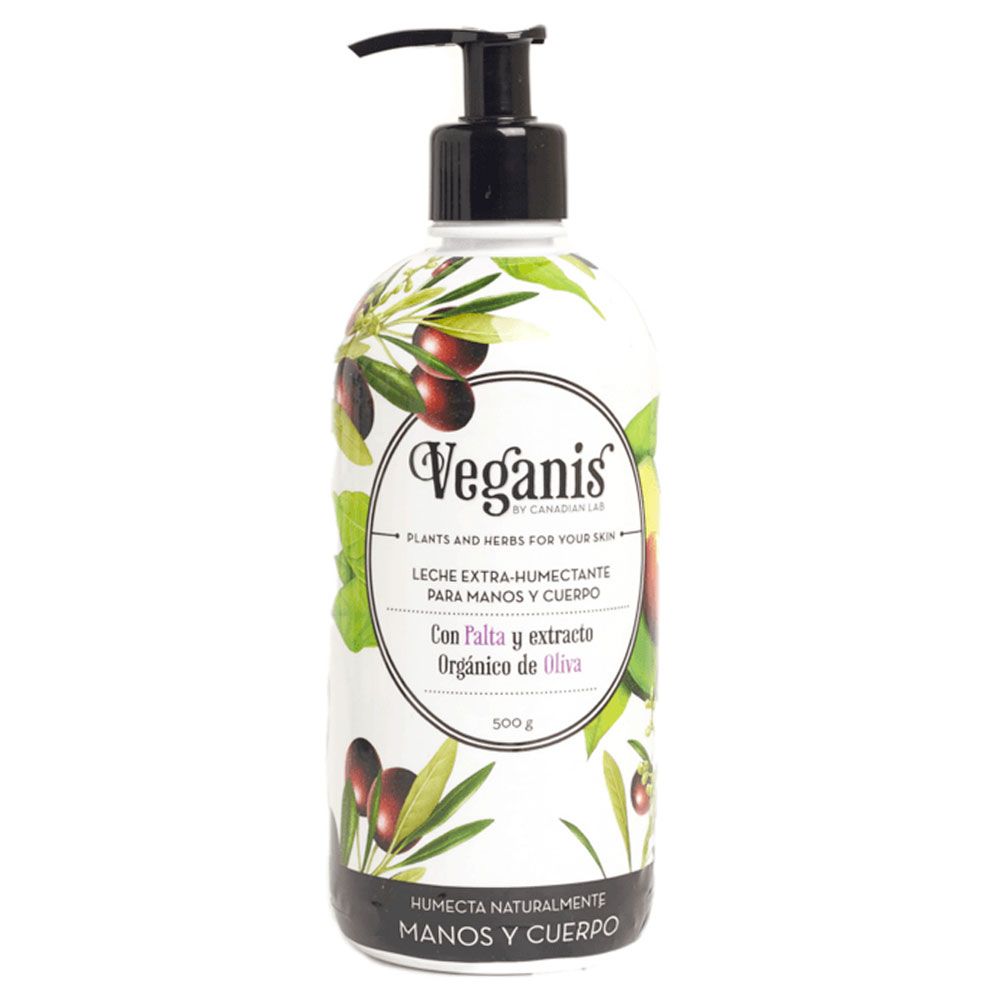 Veganis
BY CANADIAN LAB
PLANTS AND HERBS FOR YOUR SKIN
LECHE EXTRA-HUMECTANTE
PARA MANOS Y CUERPO
Con Palta y extracto
Orgánico de Oliva
500 g
HUMECTA NATURALMENTE
MANOS Y CUERPO